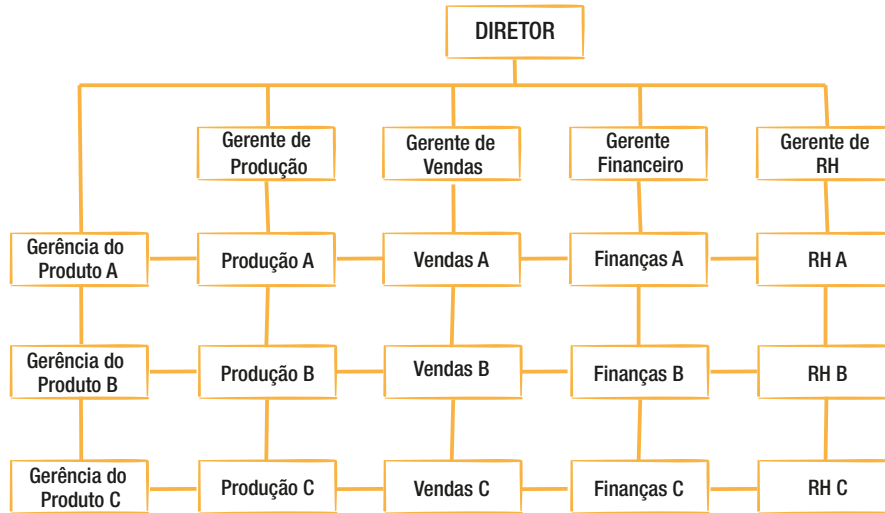 DIRETOR
Gerente de
Produção
Gerente de
Vendas
Gerente
Financeiro
Gerente de
RH
Gerência do
Produto A
Produção A
Vendas A
Finanças A
RH A
Gerência do
Produto B
Produção B
Vendas B
Finanças B
RH B
Gerência do
Produto C
Produção C
Vendas C
Finanças C
RH C